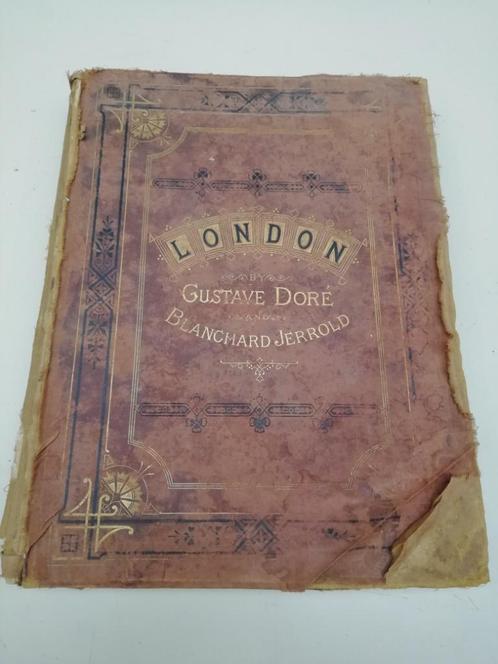 LONDON
BY
GUSTAVE DORÉ
AND
BLANCHARD JERROLD